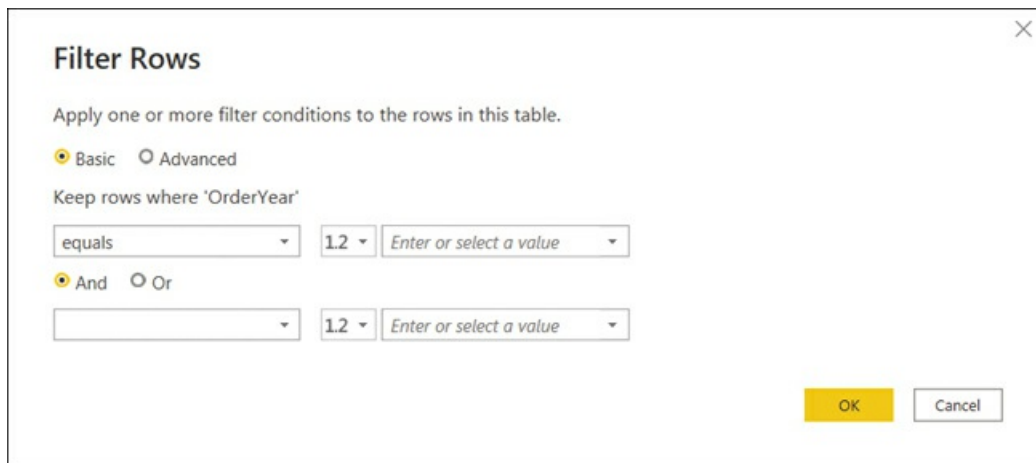 Filter Rows
Apply one or more filter conditions to the rows in this table.
Basic Advanced
Keep rows where 'OrderYear'
equals 1.2 Enter or select a value
And Or
1.2 Enter or select a value
OK Cancel